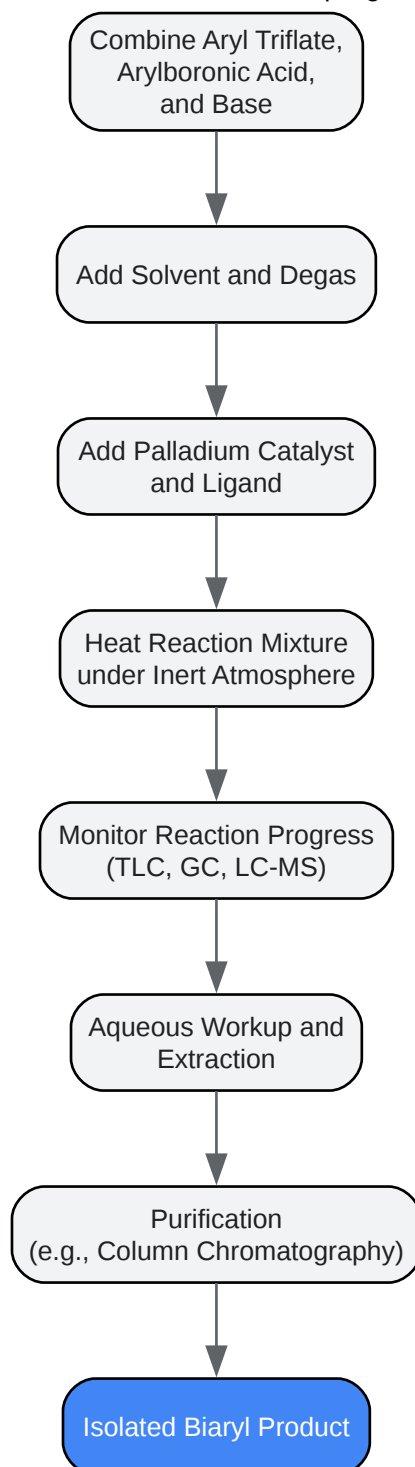 Combine Aryl Triflate,
Arylboronic Acid,
and Base
Add Solvent and Degas
Add Palladium Catalyst
and Ligand
Heat Reaction Mixture
under Inert Atmosphere
Monitor Reaction Progress
(TLC, GC, LC-MS)
Aqueous Workup and
Extraction
Purification
(e.g., Column Chromatography)
Isolated Biaryl Product